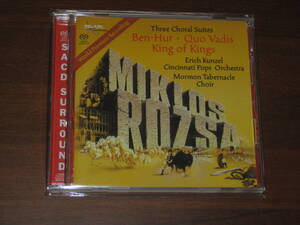 Three Choral Suites
Ben-Hur • Quo Vadis
King of Kings
Erich Kunzel
Cincinnati Pops Orchestra
Mormon Tabernacle
Choir
MIKLOS
ROZSA
SACD SURROUND